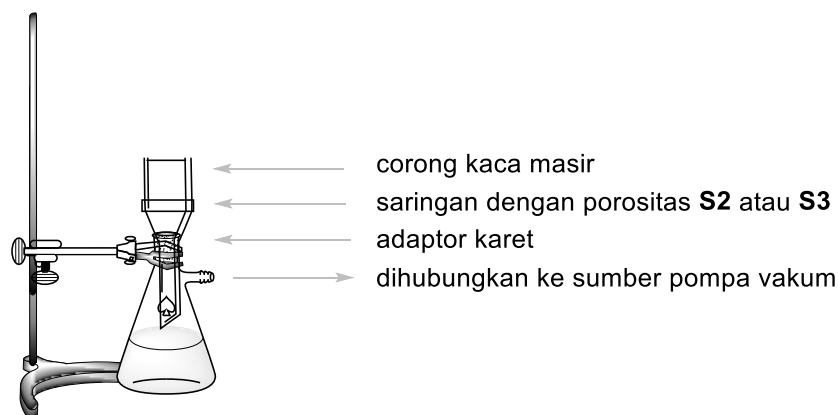 corong kaca masir
saringan dengan porositas S2 atau S3
adaptor karet
dihubungkan ke sumber pompa vakum